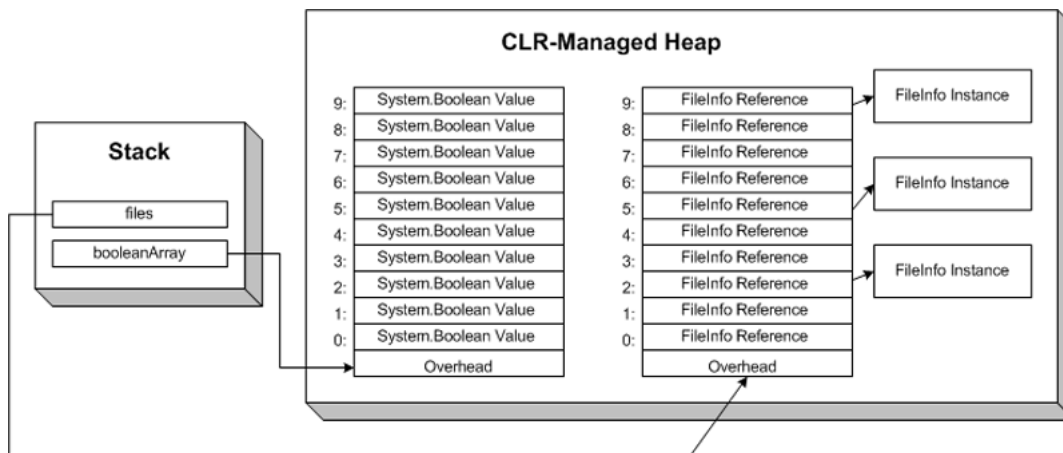 CLR-Managed Heap
Stack
files
booleanArray
9: System.Boolean Value
8: System.Boolean Value
7: System.Boolean Value
6: System.Boolean Value
5: System.Boolean Value
4: System.Boolean Value
3: System.Boolean Value
2: System.Boolean Value
1: System.Boolean Value
0: System.Boolean Value
Overhead
9: FileInfo Reference
8: FileInfo Reference
7: FileInfo Reference
6: FileInfo Reference
5: FileInfo Reference
4: FileInfo Reference
3: FileInfo Reference
2: FileInfo Reference
1: FileInfo Reference
0: FileInfo Reference
Overhead
FileInfo Instance
FileInfo Instance
FileInfo Instance